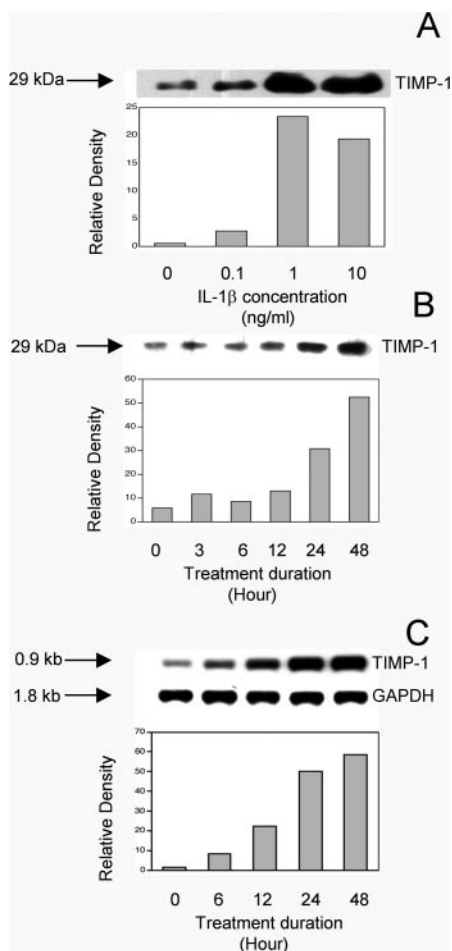 A
29 kDa TIMP-1
Relative Density
25
20
15
10
5
0
0 0.1 1 10
IL-1β concentration
(ng/ml)
B
29 kDa TIMP-1
Relative Density
60
50
40
30
20
10
0
0 3 6 12 24 48
Treatment duration
(Hour)
C
0.9 kb TIMP-1
1.8 kb GAPDH
Relative Density
70
60
50
40
30
20
10
0
0 6 12 24 48
Treatment duration
(Hour)